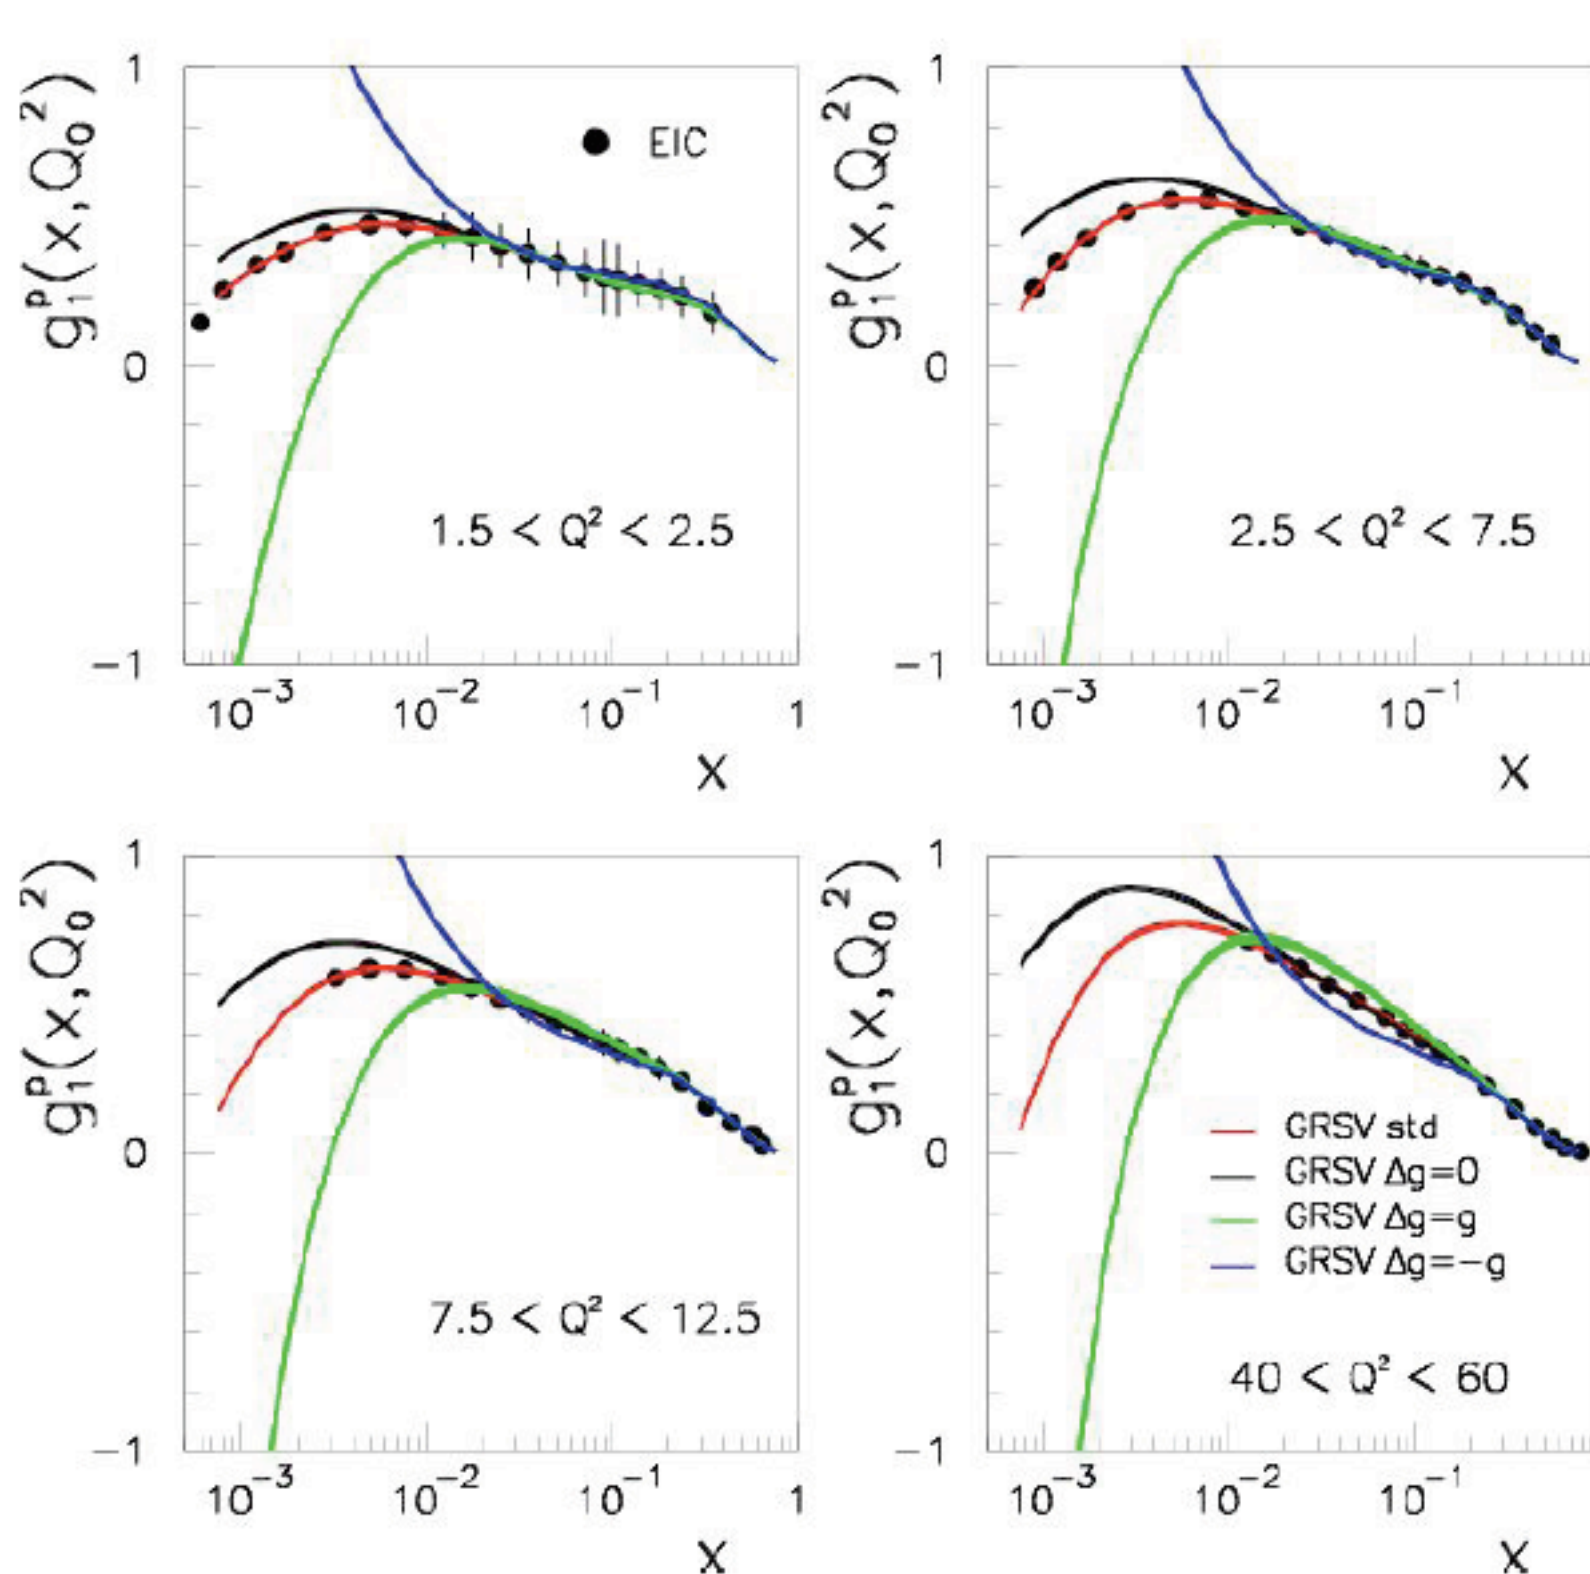 1
EIC
g₁ᵖ(x,Q₀²)
0
1.5 < Q² < 2.5
−1
10⁻³ 10⁻² 10⁻¹ 1
x
1
g₁ᵖ(x,Q₀²)
0
2.5 < Q² < 7.5
−1
10⁻³ 10⁻² 10⁻¹
x
1
g₁ᵖ(x,Q₀²)
0
7.5 < Q² < 12.5
−1
10⁻³ 10⁻² 10⁻¹ 1
x
1
g₁ᵖ(x,Q₀²)
GRSV std
0
GRSV Δg=0
GRSV Δg=g
GRSV Δg=−g
40 < Q² < 60
−1
10⁻³ 10⁻² 10⁻¹
x